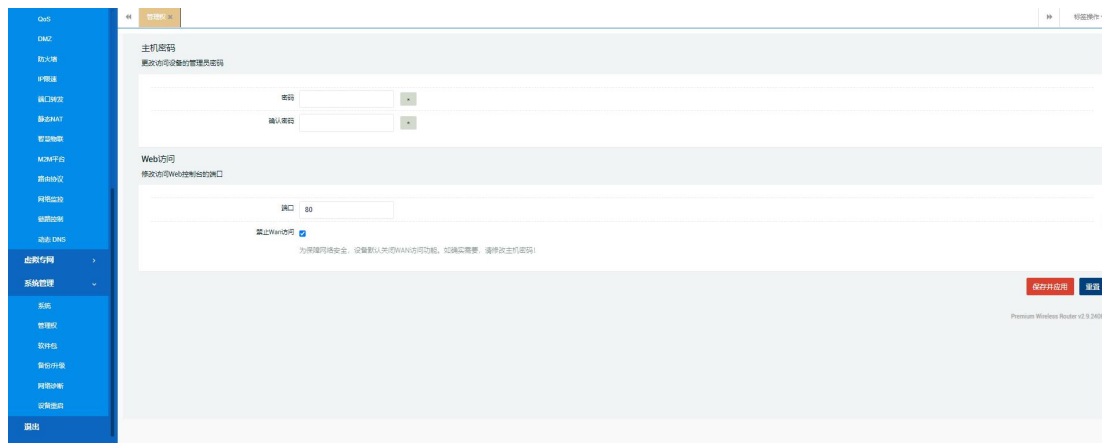 QoS
DMZ
防火墙
IP限速
端口转发
静态NAT
智慧物联
M2M平台
路由协议
网络监控
链路控制
动态 DNS
虚拟专网
系统管理
系统
管理权
软件包
备份/升级
网络诊断
设备重启
退出
管理权
标签操作
主机密码
更改访问设备的管理员密码
密码
确认密码
Web访问
修改访问Web控制台的端口
端口 80
禁止Wan访问
为保障网络安全，设备默认关闭WAN访问功能。如确实需要，请修改主机密码！
保存并应用 重置
Premium Wireless Router